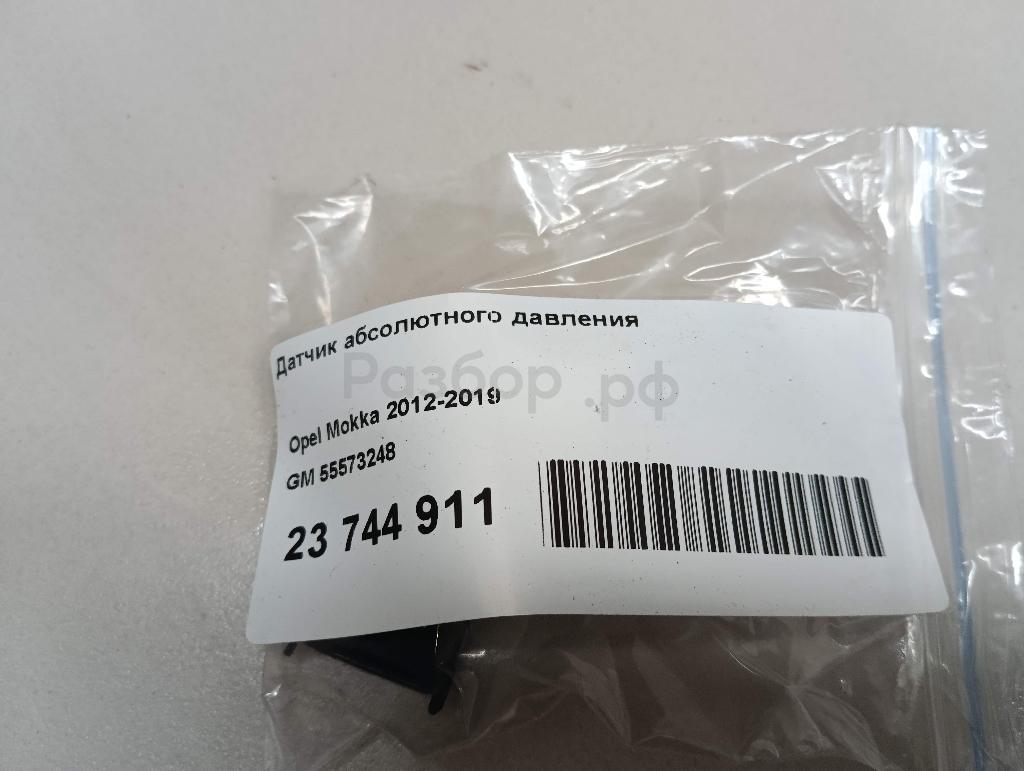 Датчик абсолютного давления
Разбор.рф
Opel Mokka 2012-2019
GM 55573248
23 744 911